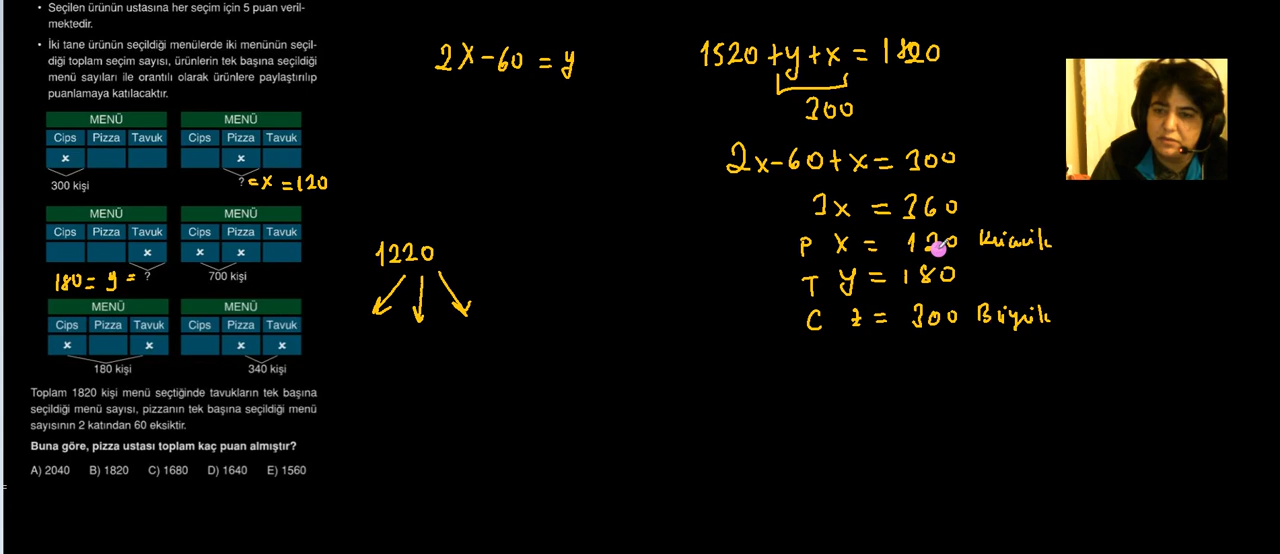 • Seçilen ürünün ustasına her seçim için 5 puan veril-
mektedir.
• İki tane ürünün seçildiği menülerde iki menünün seçil-
diği toplam seçim sayısı, ürünlerin tek başına seçildiği
menü sayıları ile orantılı olarak ürünlere paylaştırılıp
puanlamaya katılacaktır.
MENÜ MENÜ
Cips Pizza Tavuk Cips Pizza Tavuk
x x
300 kişi ? = x = 120
MENÜ MENÜ
Cips Pizza Tavuk Cips Pizza Tavuk
x x x
180 = y = ? 700 kişi
MENÜ MENÜ
Cips Pizza Tavuk Cips Pizza Tavuk
x x x x
180 kişi 340 kişi
Toplam 1820 kişi menü seçtiğinde tavukların tek başına
seçildiği menü sayısı, pizzanın tek başına seçildiği menü
sayısının 2 katından 60 eksiktir.
Buna göre, pizza ustası toplam kaç puan almıştır?
A) 2040 B) 1820 C) 1680 D) 1640 E) 1560
2x-60 = y
1220
1520 + y + x = 1820
300
2x-60+x = 300
3x = 360
P x = 120
T y = 180
C z = 300 Büyük